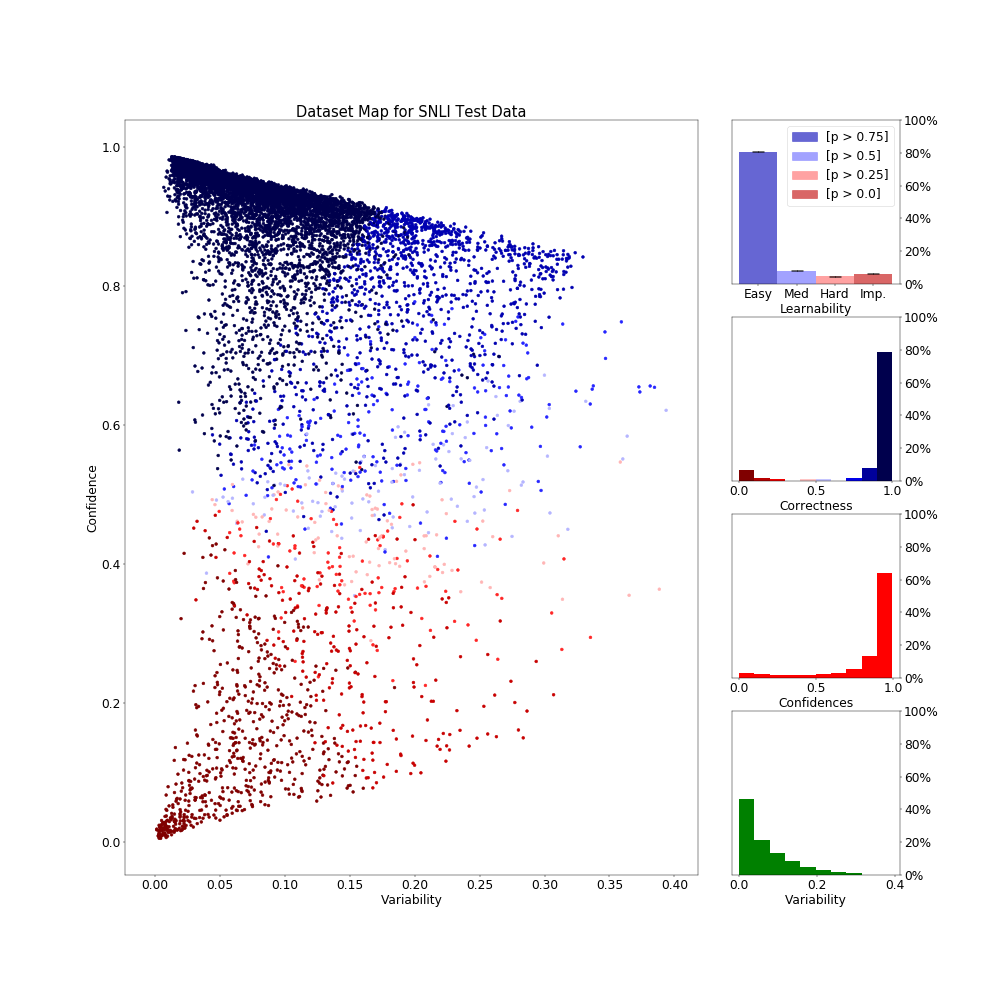 Dataset Map for SNLI Test Data
1.0
0.8
0.6
0.4
0.2
0.0
Confidence
0.00 0.05 0.10 0.15 0.20 0.25 0.30 0.35 0.40
Variability
[p > 0.75]
[p > 0.5]
[p > 0.25]
[p > 0.0]
100%
80%
60%
40%
20%
0%
Easy Med Hard Imp.
Learnability
100%
80%
60%
40%
20%
0%
0.0 0.5 1.0
Correctness
100%
80%
60%
40%
20%
0%
0.0 0.5 1.0
Confidences
100%
80%
60%
40%
20%
0%
0.0 0.2 0.4
Variability